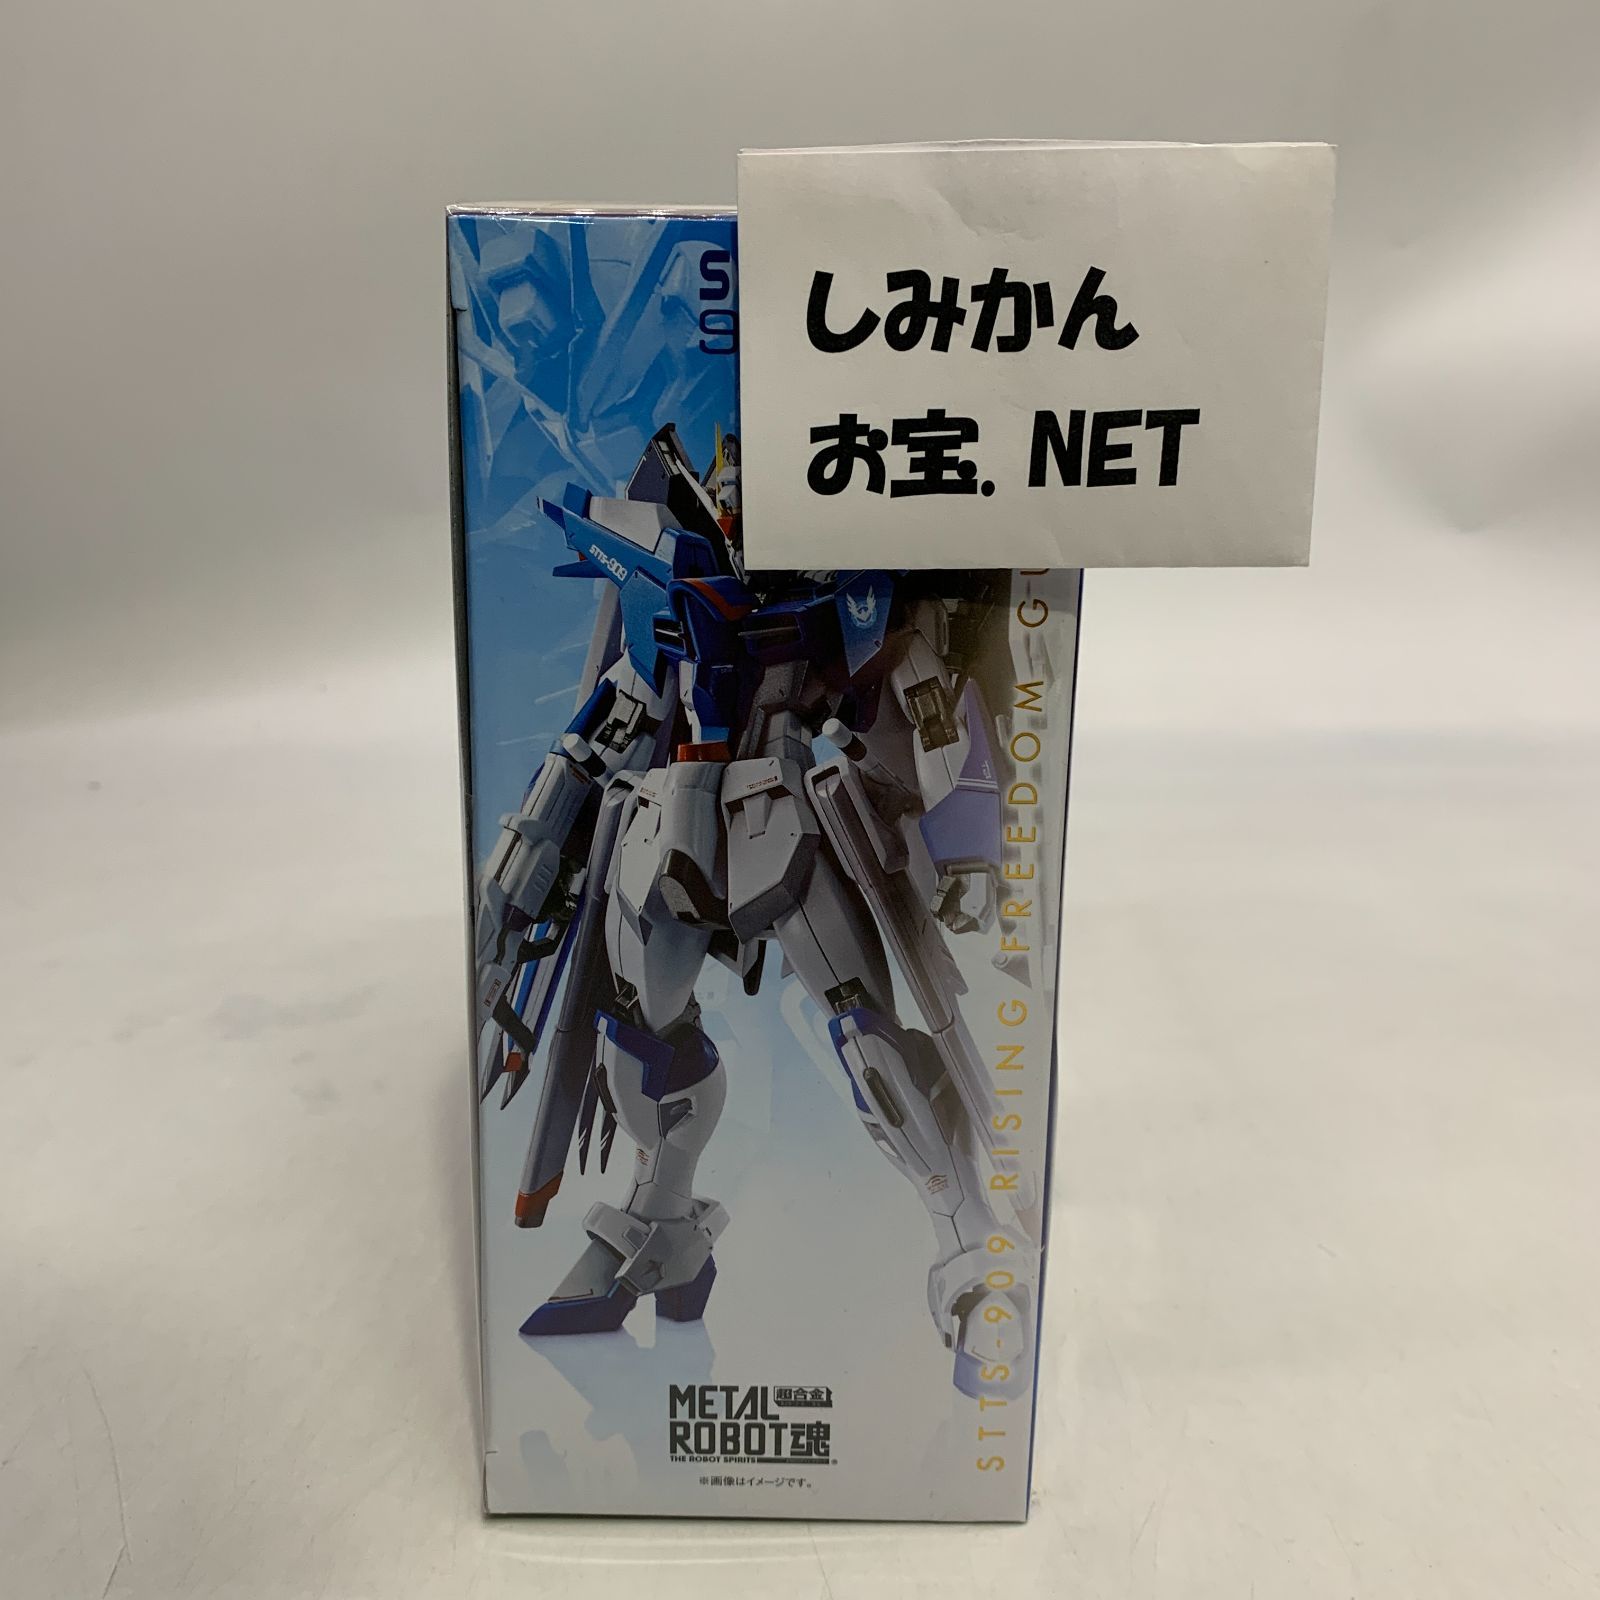 しみかん
お宝.NET
S
STTS-909
STTS-909 RISING FREEDOM GU
METAL
超合金
ROBOT魂
THE ROBOT SPIRITS
※画像はイメージです。